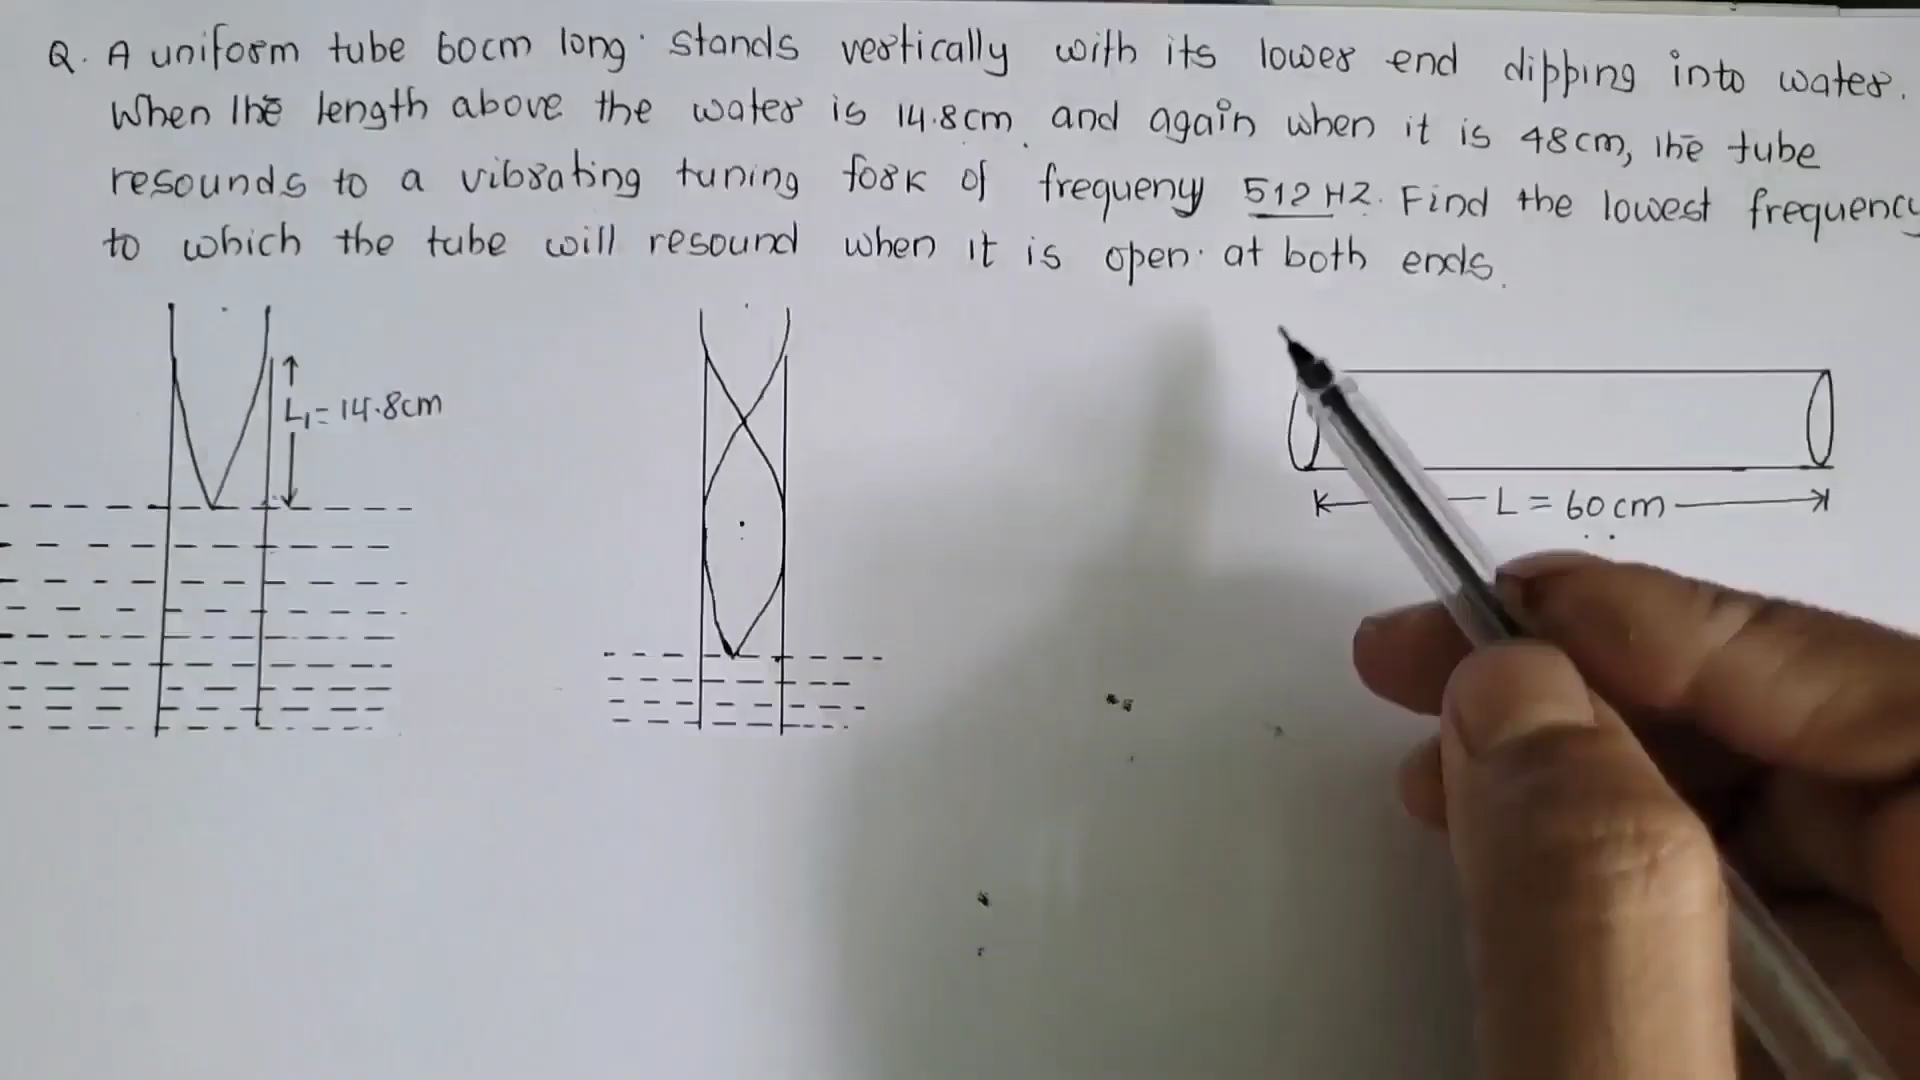 Q. A uniform tube 60cm long stands vertically with its lower end dipping into water.
When the length above the water is 14.8cm and again when it is 48cm, the tube
resounds to a vibrating tuning fork of frequeny 512 HZ. Find the lowest frequency
to which the tube will resound when it is open at both ends.
L₁ = 14.8cm
L = 60cm